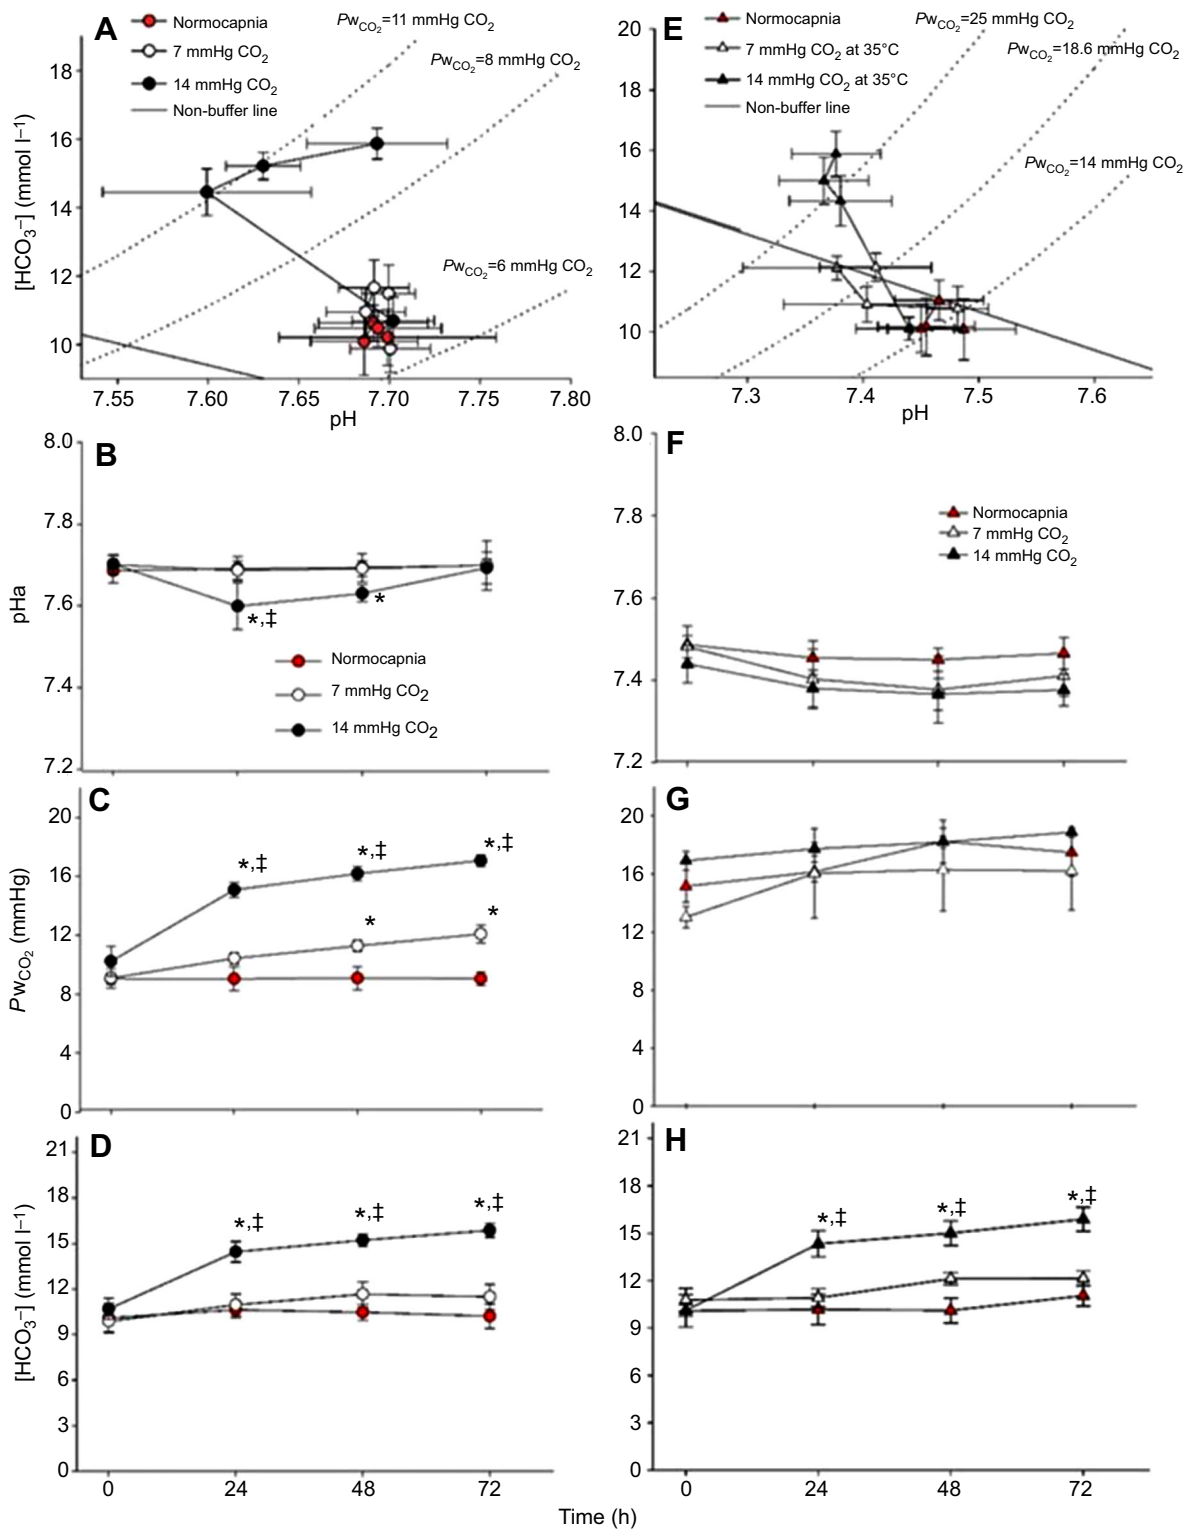 A
Normocapnia
7 mmHg CO2
14 mmHg CO2
Non-buffer line
PwCO2=11 mmHg CO2
PwCO2=8 mmHg CO2
PwCO2=6 mmHg CO2
18
16
14
12
10
[HCO3–] (mmol l–1)
7.55 7.60 7.65 7.70 7.75 7.80
pH
E
Normocapnia
7 mmHg CO2 at 35°C
14 mmHg CO2 at 35°C
Non-buffer line
PwCO2=25 mmHg CO2
PwCO2=18.6 mmHg CO2
PwCO2=14 mmHg CO2
20
18
16
14
12
10
7.3 7.4 7.5 7.6
pH
B
8.0
7.8
7.6
7.4
7.2
pHa
*,‡
*
Normocapnia
7 mmHg CO2
14 mmHg CO2
F
8.0
7.8
7.6
7.4
7.2
Normocapnia
7 mmHg CO2
14 mmHg CO2
C
20
16
12
8
4
0
PwCO2 (mmHg)
*,‡
*,‡
*,‡
*
*
G
20
16
12
8
4
0
D
21
18
15
12
9
6
3
0
[HCO3–] (mmol l–1)
*,‡
*,‡
*,‡
0 24 48 72
H
21
18
15
12
9
6
3
0
*,‡
*,‡
*,‡
0 24 48 72
Time (h)